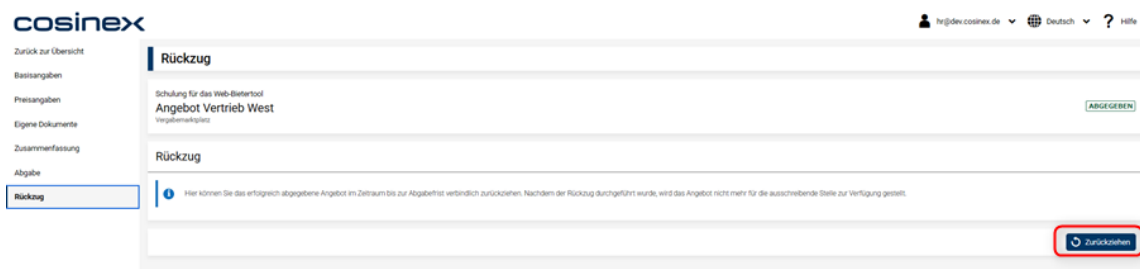 cosinex
hr@dev.cosinex.de Deutsch ? Hilfe
Zurück zur Übersicht
Basisangaben
Preisangaben
Eigene Dokumente
Zusammenfassung
Abgabe
Rückzug
Rückzug
Schulung für das Web-Bietertool
Angebot Vertrieb West
Vergabemarktplatz
ABGEGEBEN
Rückzug
Hier können Sie das erfolgreich abgegebene Angebot im Zeitraum bis zur Abgabefrist verbindlich zurückziehen. Nachdem der Rückzug durchgeführt wurde, wird das Angebot nicht mehr für die ausschreibende Stelle zur Verfügung gestellt.
Zurückziehen